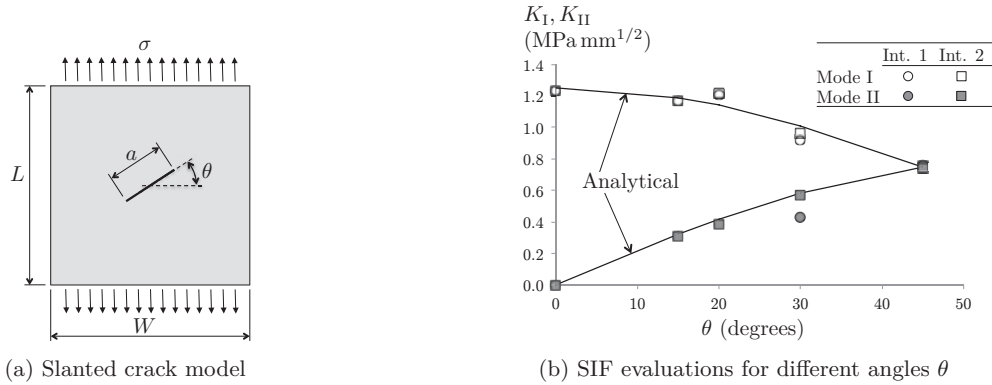 σ
L
a
θ
W
(a) Slanted crack model
K_I, K_II
(MPa mm^{1/2})
Int. 1 Int. 2
Mode I
Mode II
1.4
1.2
1.0
0.8
0.6
0.4
0.2
0.0
Analytical
0 10 20 30 40 50
θ (degrees)
(b) SIF evaluations for different angles θ